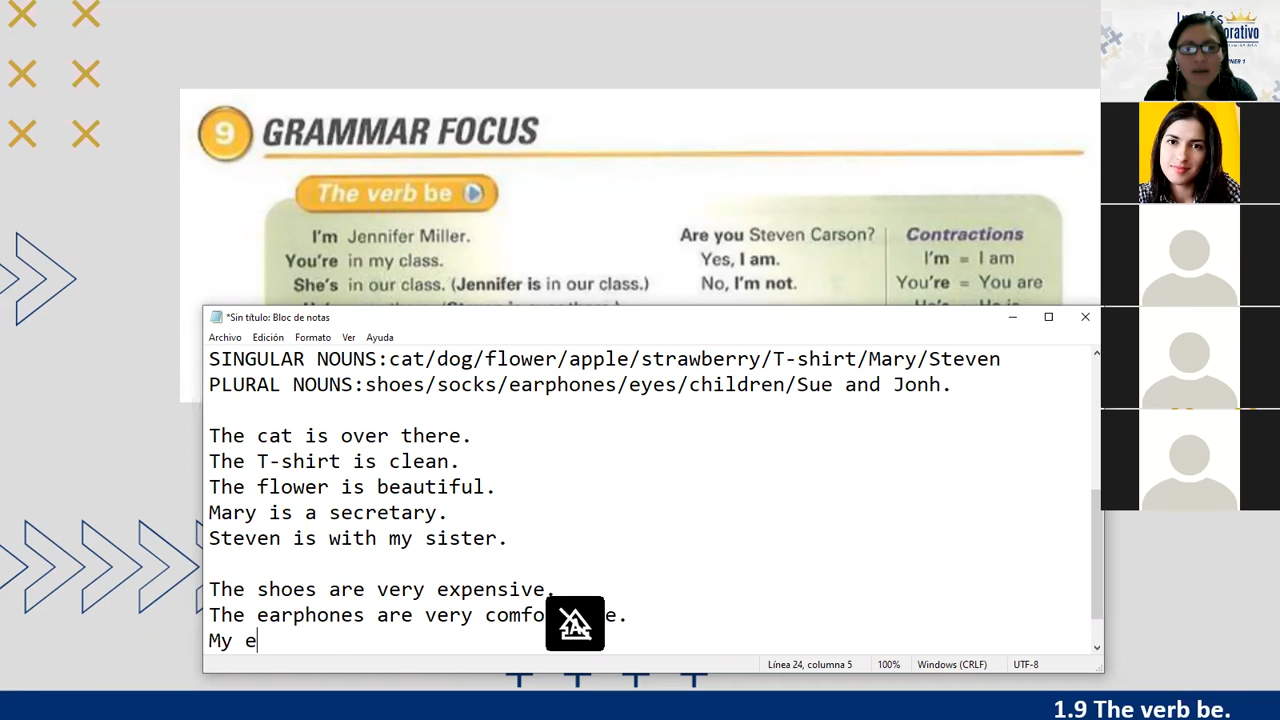 9 GRAMMAR FOCUS
The verb be
I'm Jennifer Miller.
You're in my class.
She's in our class. (Jennifer is in our class.)
Are you Steven Carson?
Yes, I am.
No, I'm not.
Contractions
I'm = I am
You're = You are
*Sin título: Bloc de notas
Archivo Edición Formato Ver Ayuda
SINGULAR NOUNS:cat/dog/flower/apple/strawberry/T-shirt/Mary/Steven
PLURAL NOUNS:shoes/socks/earphones/eyes/children/Sue and Jonh.
The cat is over there.
The T-shirt is clean.
The flower is beautiful.
Mary is a secretary.
Steven is with my sister.
The shoes are very expensive.
The earphones are very
My e
Línea 24, columna 5 100% Windows (CRLF) UTF-8
1.9 The verb be.